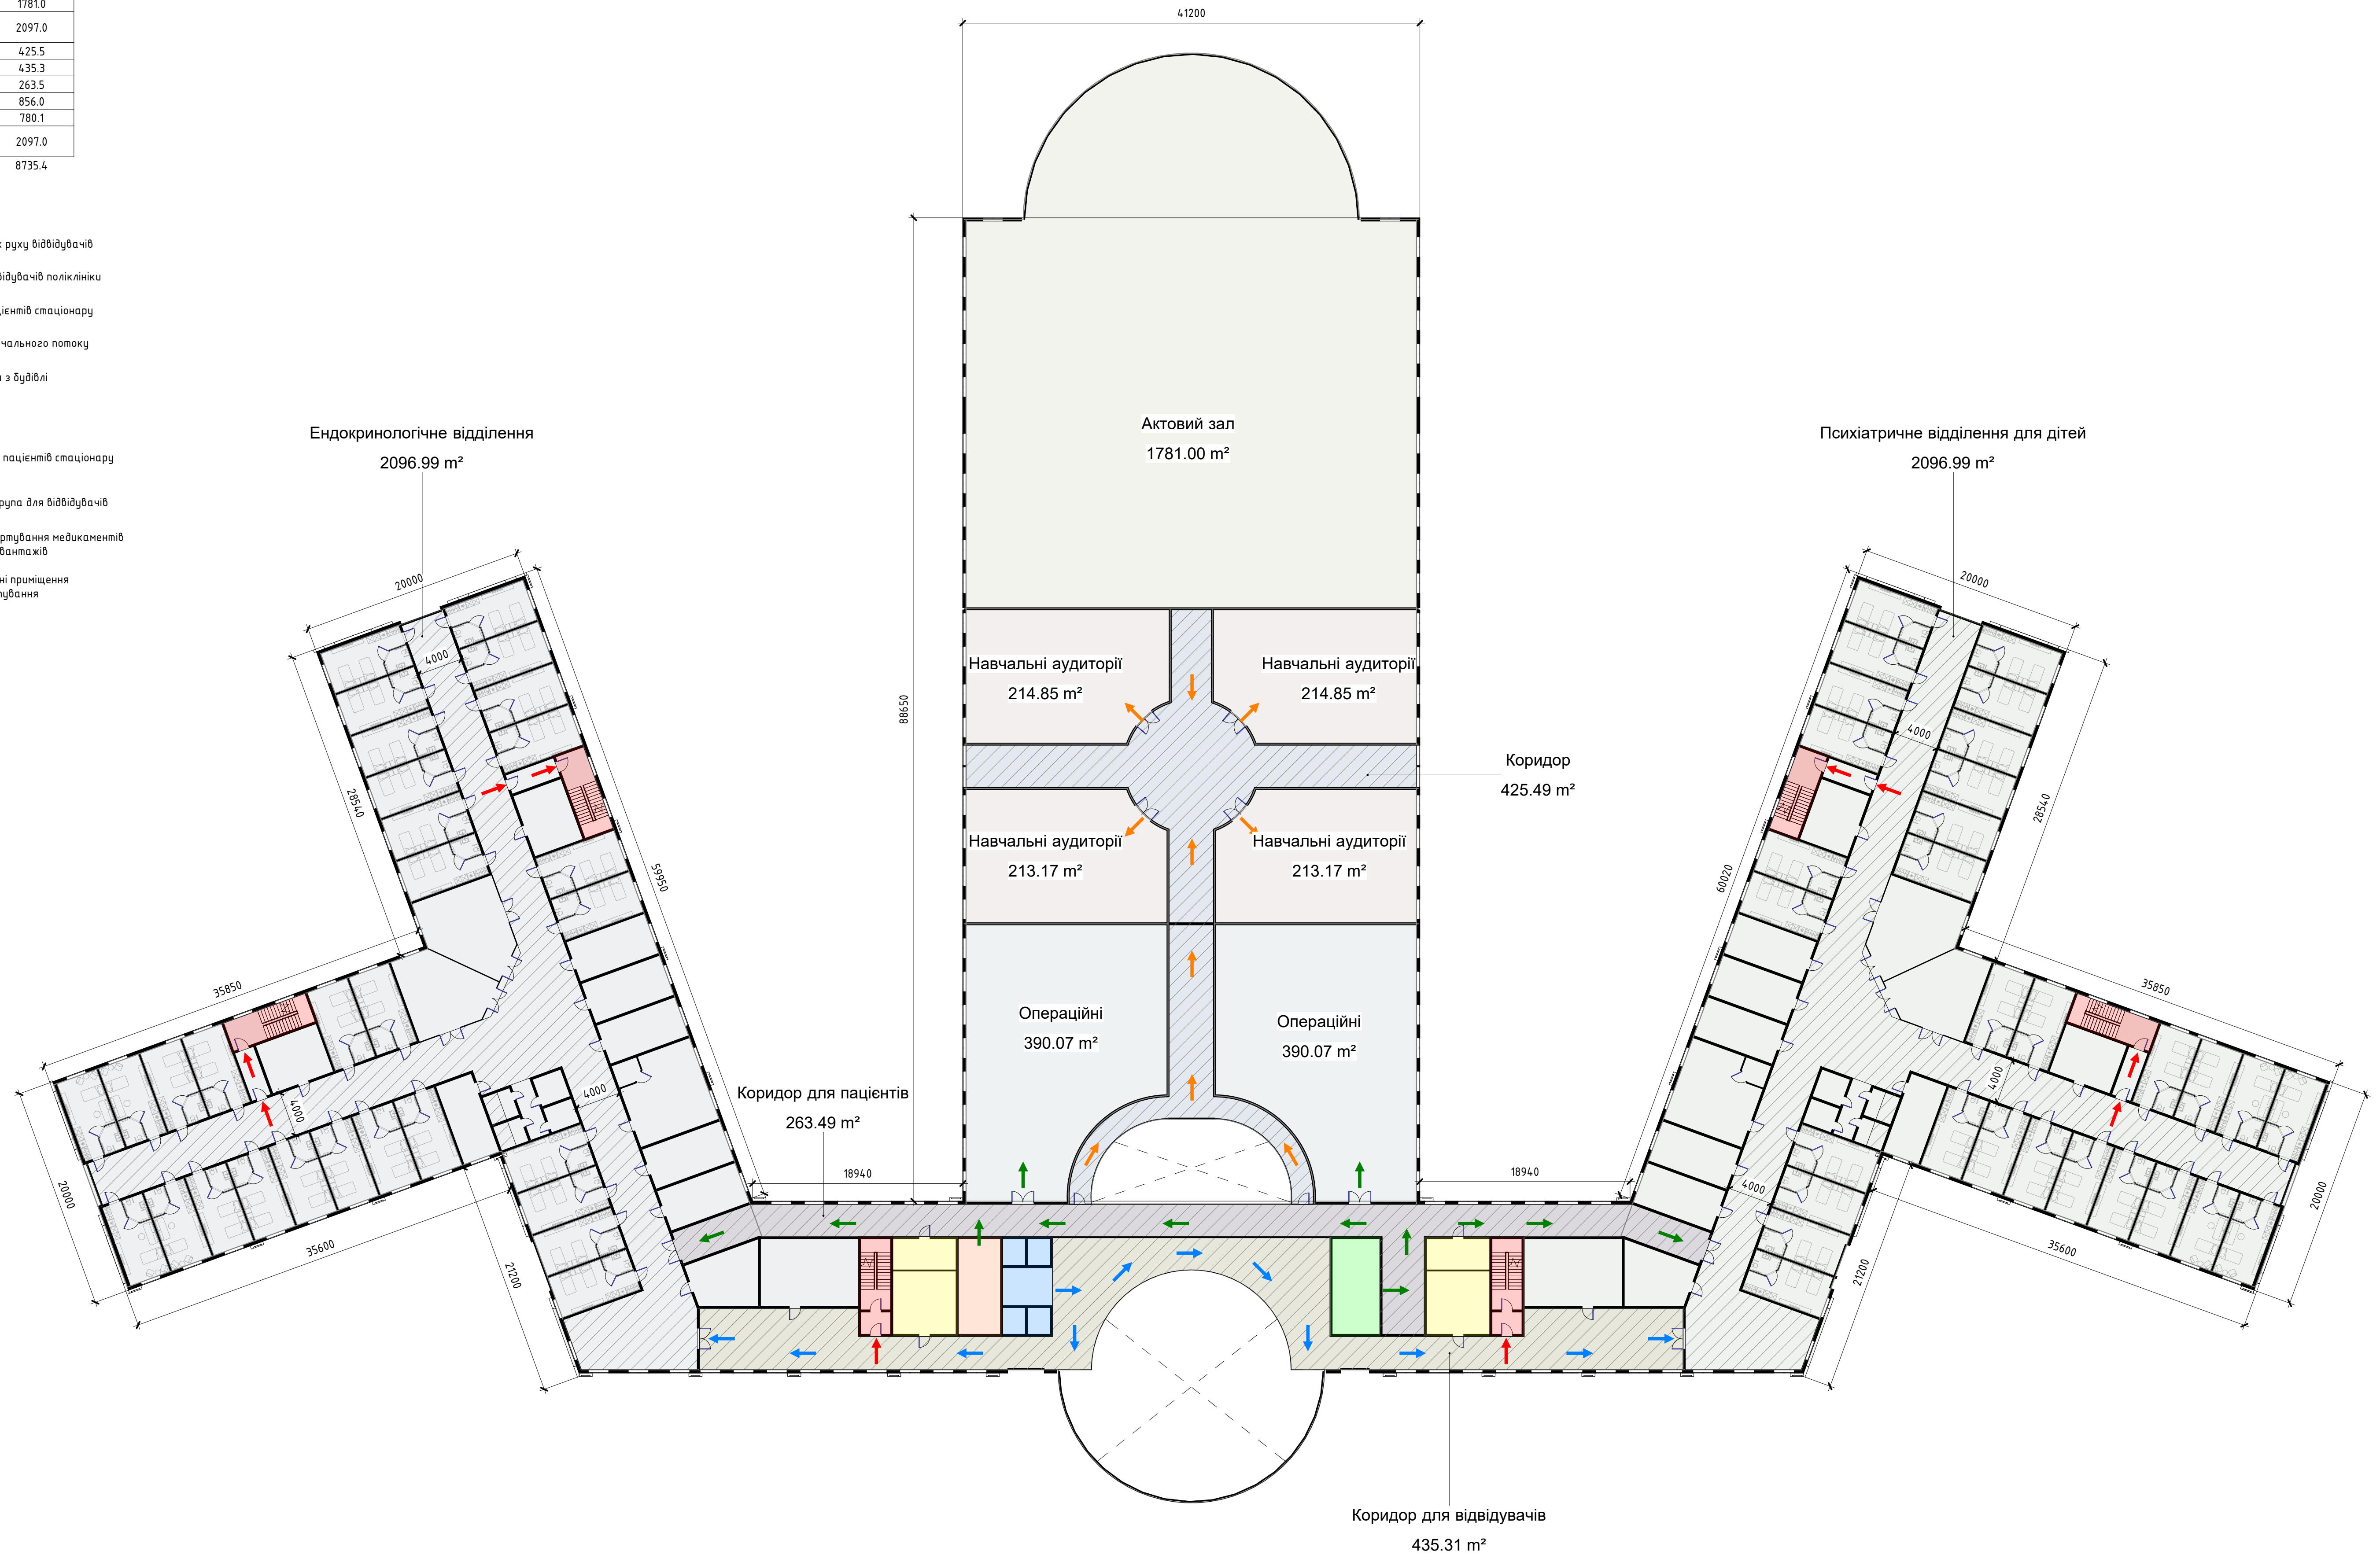 1781.0
2097.0
425.5
435.3
263.5
856.0
780.1
2097.0
8735.4
руху відвідувачів
відувачів поліклініки
цієнтів стаціонару
чального потоку
з будівлі
пацієнтів стаціонару
рупа для відвідувачів
ртування медикаментів
вантажів
ні приміщення
тування
41200
88650
Актовий зал
1781.00 m²
Ендокринологічне відділення
2096.99 m²
Психіатричне відділення для дітей
2096.99 m²
20000
4000
28540
59950
35850
4000
4000
20000
35600
21200
Навчальні аудиторії
214.85 m²
Навчальні аудиторії
214.85 m²
Коридор
425.49 m²
Навчальні аудиторії
213.17 m²
Навчальні аудиторії
213.17 m²
Операційні
390.07 m²
Операційні
390.07 m²
Коридор для пацієнтів
263.49 m²
18940
18940
20000
4000
28540
60020
35850
4000
4000
20000
35600
21200
Коридор для відвідувачів
435.31 m²